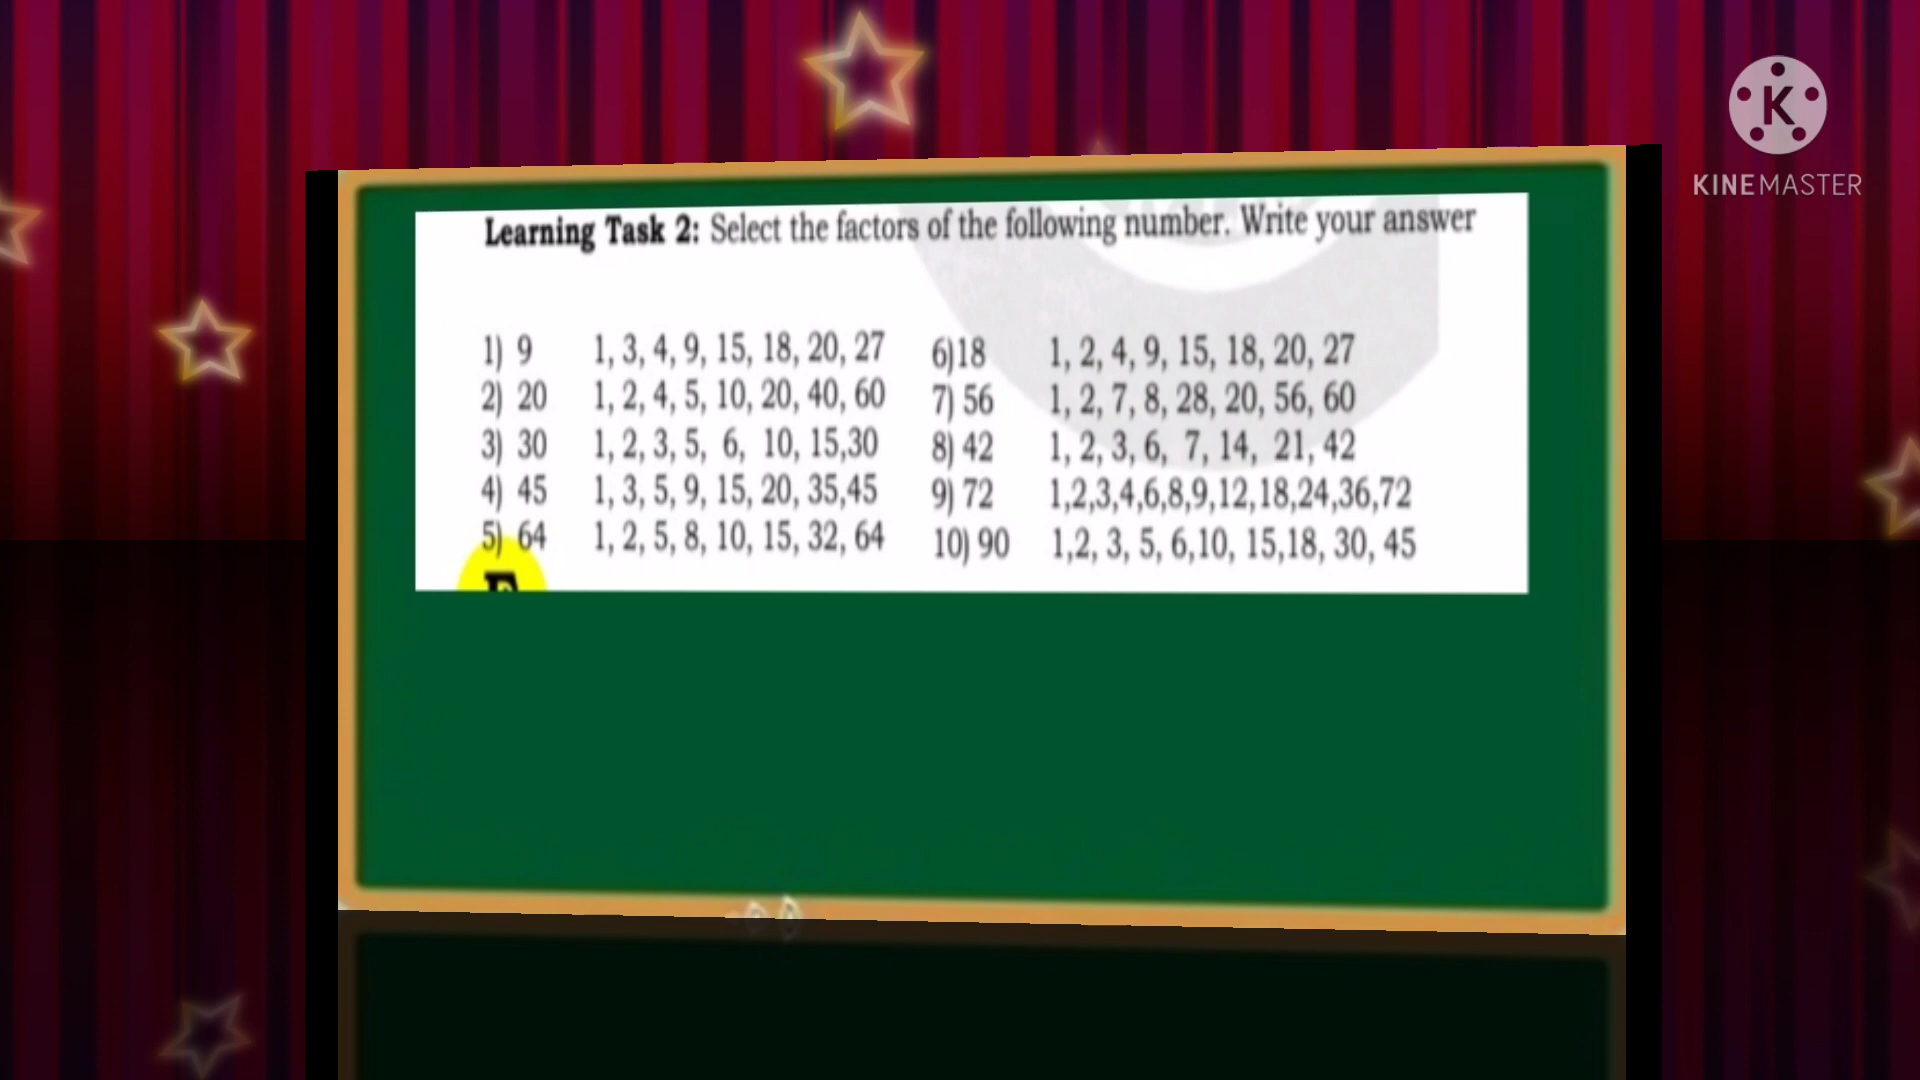 K
KINEMASTER
Learning Task 2: Select the factors of the following number. Write your answer
1) 9 1, 3, 4, 9, 15, 18, 20, 27
2) 20 1, 2, 4, 5, 10, 20, 40, 60
3) 30 1, 2, 3, 5, 6, 10, 15,30
4) 45 1, 3, 5, 9, 15, 20, 35,45
5) 64 1, 2, 5, 8, 10, 15, 32, 64
6)18 1, 2, 4, 9, 15, 18, 20, 27
7) 56 1, 2, 7, 8, 28, 20, 56, 60
8) 42 1, 2, 3, 6, 7, 14, 21, 42
9) 72 1,2,3,4,6,8,9,12,18,24,36,72
10) 90 1,2, 3, 5, 6,10, 15,18, 30, 45